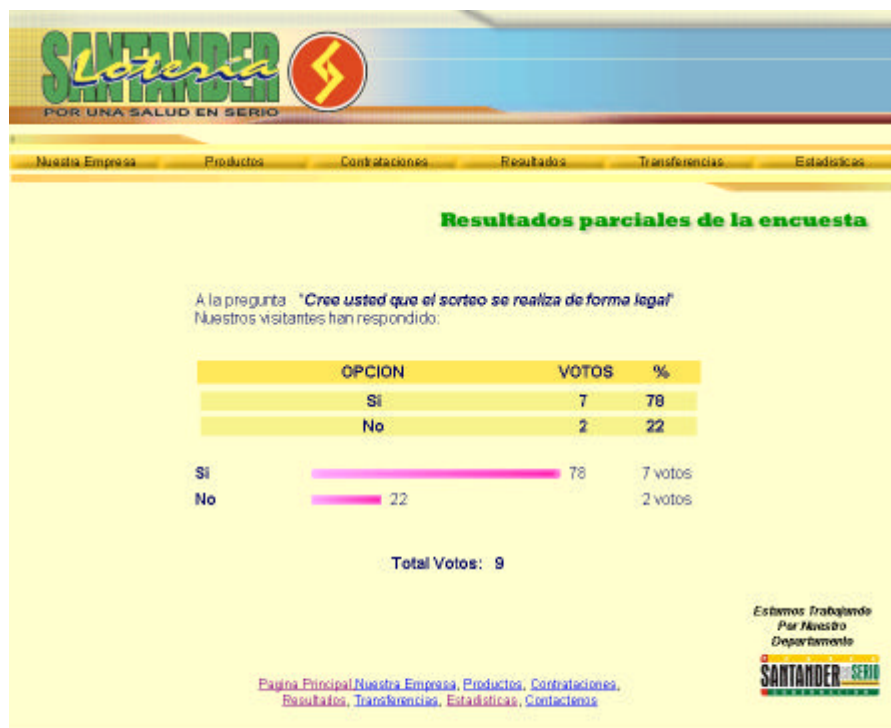 SANTANDER
Lotería
POR UNA SALUD EN SERIO
Nuestra Empresa Productos Contrataciones Resultados Transferencias Estadisticas
Resultados parciales de la encuesta
A la pregunta "Cree usted que el sorteo se realiza de forma legal"
Nuestros visitantes han respondido:
OPCION VOTOS %
Si 7 78
No 2 22
Si 78 7 votos
No 22 2 votos
Total Votos: 9
Estamos Trabajando
Por Nuestro
Departamento
SANTANDER EN SERIO
Pagina Principal,Nuestra Empresa, Productos, Contrataciones,
Resultados, Transferencias, Estadisticas, Contactenos